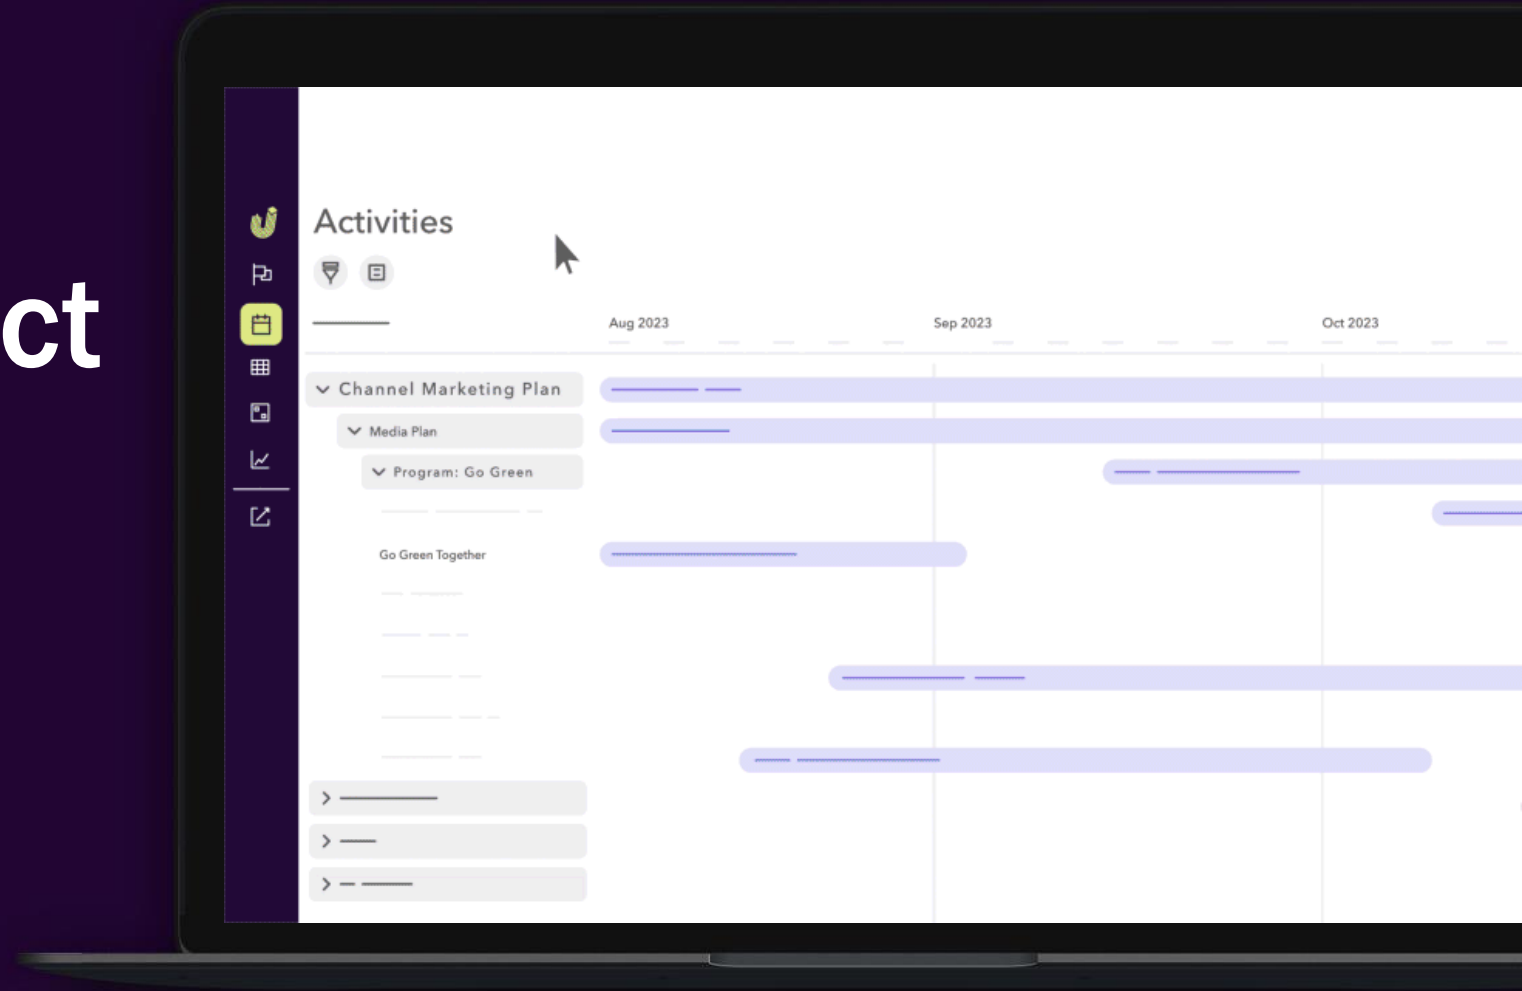 ct
Activities
Aug 2023 Sep 2023 Oct 2023
Channel Marketing Plan
Media Plan
Program: Go Green
Go Green Together